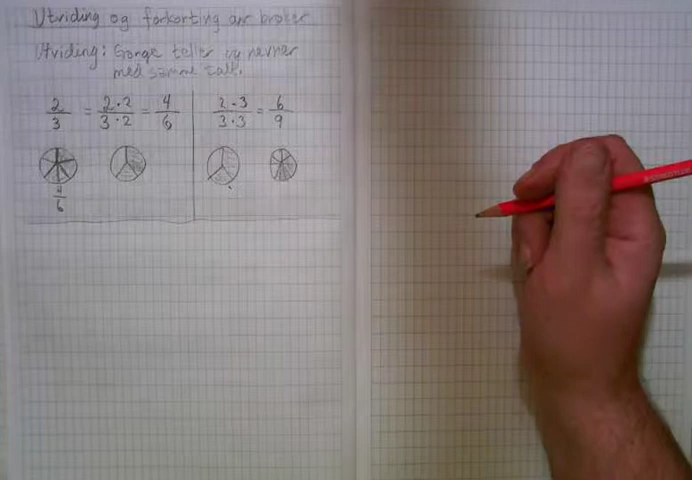 Utviding og forkorting av brøker
Utviding: Gange teller og nevner
med samme tall.
2/3 = 2·2/3·2 = 4/6
2·3/3·3 = 6/9
4/6